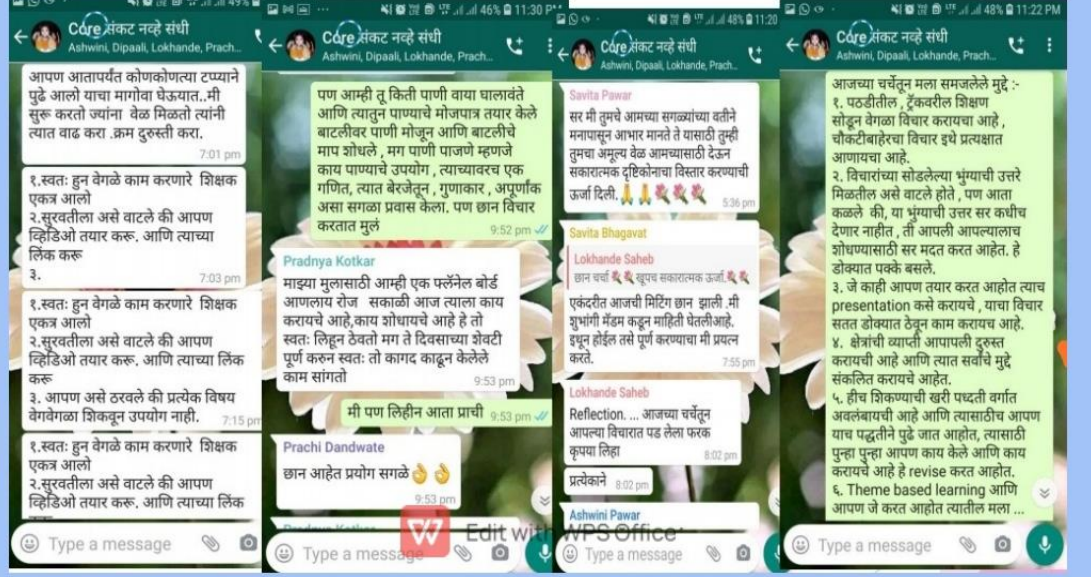 46% 11:30 PM
48% 11:20
48% 11:22 PM
Core संकट नव्हे संधी
Ashwini, Dipaali, Lokhande, Prach...
आपण आतापर्यंत कोणकोणत्या टप्प्याने
पुढे आलो याचा मागोवा घेऊयात..मी
सुरू करतो ज्यांना वेळ मिळतो त्यांनी
त्यात वाढ करा .क्रम दुरुस्ती करा.
7:01 pm
१.स्वतः हुन वेगळे काम करणारे शिक्षक
एकत्र आलो
२.सुरवतीला असे वाटले की आपण
व्हिडिओ तयार करू. आणि त्याच्या
लिंक करू
३.
7:03 pm
१.स्वतः हुन वेगळे काम करणारे शिक्षक
एकत्र आलो
२.सुरवतीला असे वाटले की आपण
व्हिडिओ तयार करू. आणि त्याच्या लिंक
करू
३. आपण असे ठरवले की प्रत्येक विषय
वेगवेगळा शिकवून उपयोग नाही.
7:15 pm
१.स्वतः हुन वेगळे काम करणारे शिक्षक
एकत्र आलो
२.सुरवतीला असे वाटले की आपण
व्हिडिओ तयार करू. आणि त्याच्या लिंक
Type a message
Core संकट नव्हे संधी
Ashwini, Dipaali, Lokhande, Prach...
पण आम्ही तू किती पाणी वाया घालावंते
आणि त्यातुन पाण्याचे मोजपात्र तयार केले
बाटलीवर पाणी मोजून आणि बाटलीचे
माप शोधले , मग पाणी पाजणे म्हणजे
काय पाण्याचे उपयोग , त्याच्यावरच एक
गणित, त्यात बेरजेतून , गुणाकार , अपूर्णांक
असा सगळा प्रवास केला. पण छान विचार
करतात मुलं
9:52 pm
Pradnya Kotkar
माझ्या मुलासाठी आम्ही एक फ्लॅनेल बोर्ड
आणलाय रोज सकाळी आज त्याला काय
करायचे आहे,काय शोधायचे आहे हे तो
स्वतः लिहून ठेवतो मग ते दिवसाच्या शेवटी
पूर्ण करुन स्वतः तो कागद काढून केलेले
काम सांगतो
9:53 pm
मी पण लिहीन आता प्राची 9:53 pm
Prachi Dandwate
छान आहेत प्रयोग सगळे👌👌
9:53 pm
Pradnya Kotkar
Type a message
Edit with WPS Office
Core संकट नव्हे संधी
Ashwini, Dipaali, Lokhande, Prach...
Savita Pawar
सर मी तुमचे आमच्या सगळ्यांच्या वतीने
मनापासून आभार मानते ते यासाठी तुम्ही
तुमचा अमूल्य वेळ आमच्यासाठी देऊन
सकारात्मक दृष्टिकोनाचा विस्तार करण्याची
ऊर्जा दिली.🙏🙏🌷🌷🌷
5:36 pm
Savita Bhagavat
Lokhande Saheb
छान चर्चा 🌷🌷खूपच सकारात्मक ऊर्जा.🌷🌷
एकंदरीत आजची मिटिंग छान झाली .मी
शुभांगी मॅडम कडून माहिती घेतलीआहे.
इथून होईल तसे पूर्ण करण्याचा मी प्रयत्न
करते.
7:55 pm
Lokhande Saheb
Reflection. ... आजच्या चर्चेतून
आपल्या विचारात पड लेला फरक
कृपया लिहा
8:02 pm
प्रत्येकाने 8:02 pm
Ashwini Pawar
Type a message
Core संकट नव्हे संधी
Ashwini, Dipaali, Lokhande, Prach...
आजच्या चर्चेतून मला समजलेले मुद्दे :-
१. पठडीतील , ट्रॅकवरील शिक्षण
सोडून वेगळा विचार करायचा आहे ,
चौकटीबाहेरचा विचार इथे प्रत्यक्षात
आणायचा आहे.
२. विचारांच्या सोडलेल्या भुंग्याची उत्तरे
मिळतील असे वाटले होते , पण आता
कळले की, या भुंग्याची उत्तर सर कधीच
देणार नाहीत , ती आपली आपल्यालाच
शोधण्यासाठी सर मदत करत आहेत. हे
डोक्यात पक्के बसले.
३. जे काही आपण तयार करत आहोत त्याच
presentation कसे करायचे , याचा विचार
सतत डोक्यात ठेवून काम करायच आहे.
४. क्षेत्रांची व्याप्ती आपापली दुरुस्त
करायची आहे आणि त्यात सर्वांचे मुद्दे
संकलित करायचे आहेत.
५. हीच शिकण्याची खरी पध्दती वर्गात
अवलंबायची आहे आणि त्यासाठीच आपण
याच पद्धतीने पुढे जात आहोत, त्यासाठी
पुन्हा पुन्हा आपण काय केले आणि काय
करायचे आहे हे revise करत आहोत.
६. Theme based learning आणि
आपण जे करत आहोत त्यातील मला ...
Type a message